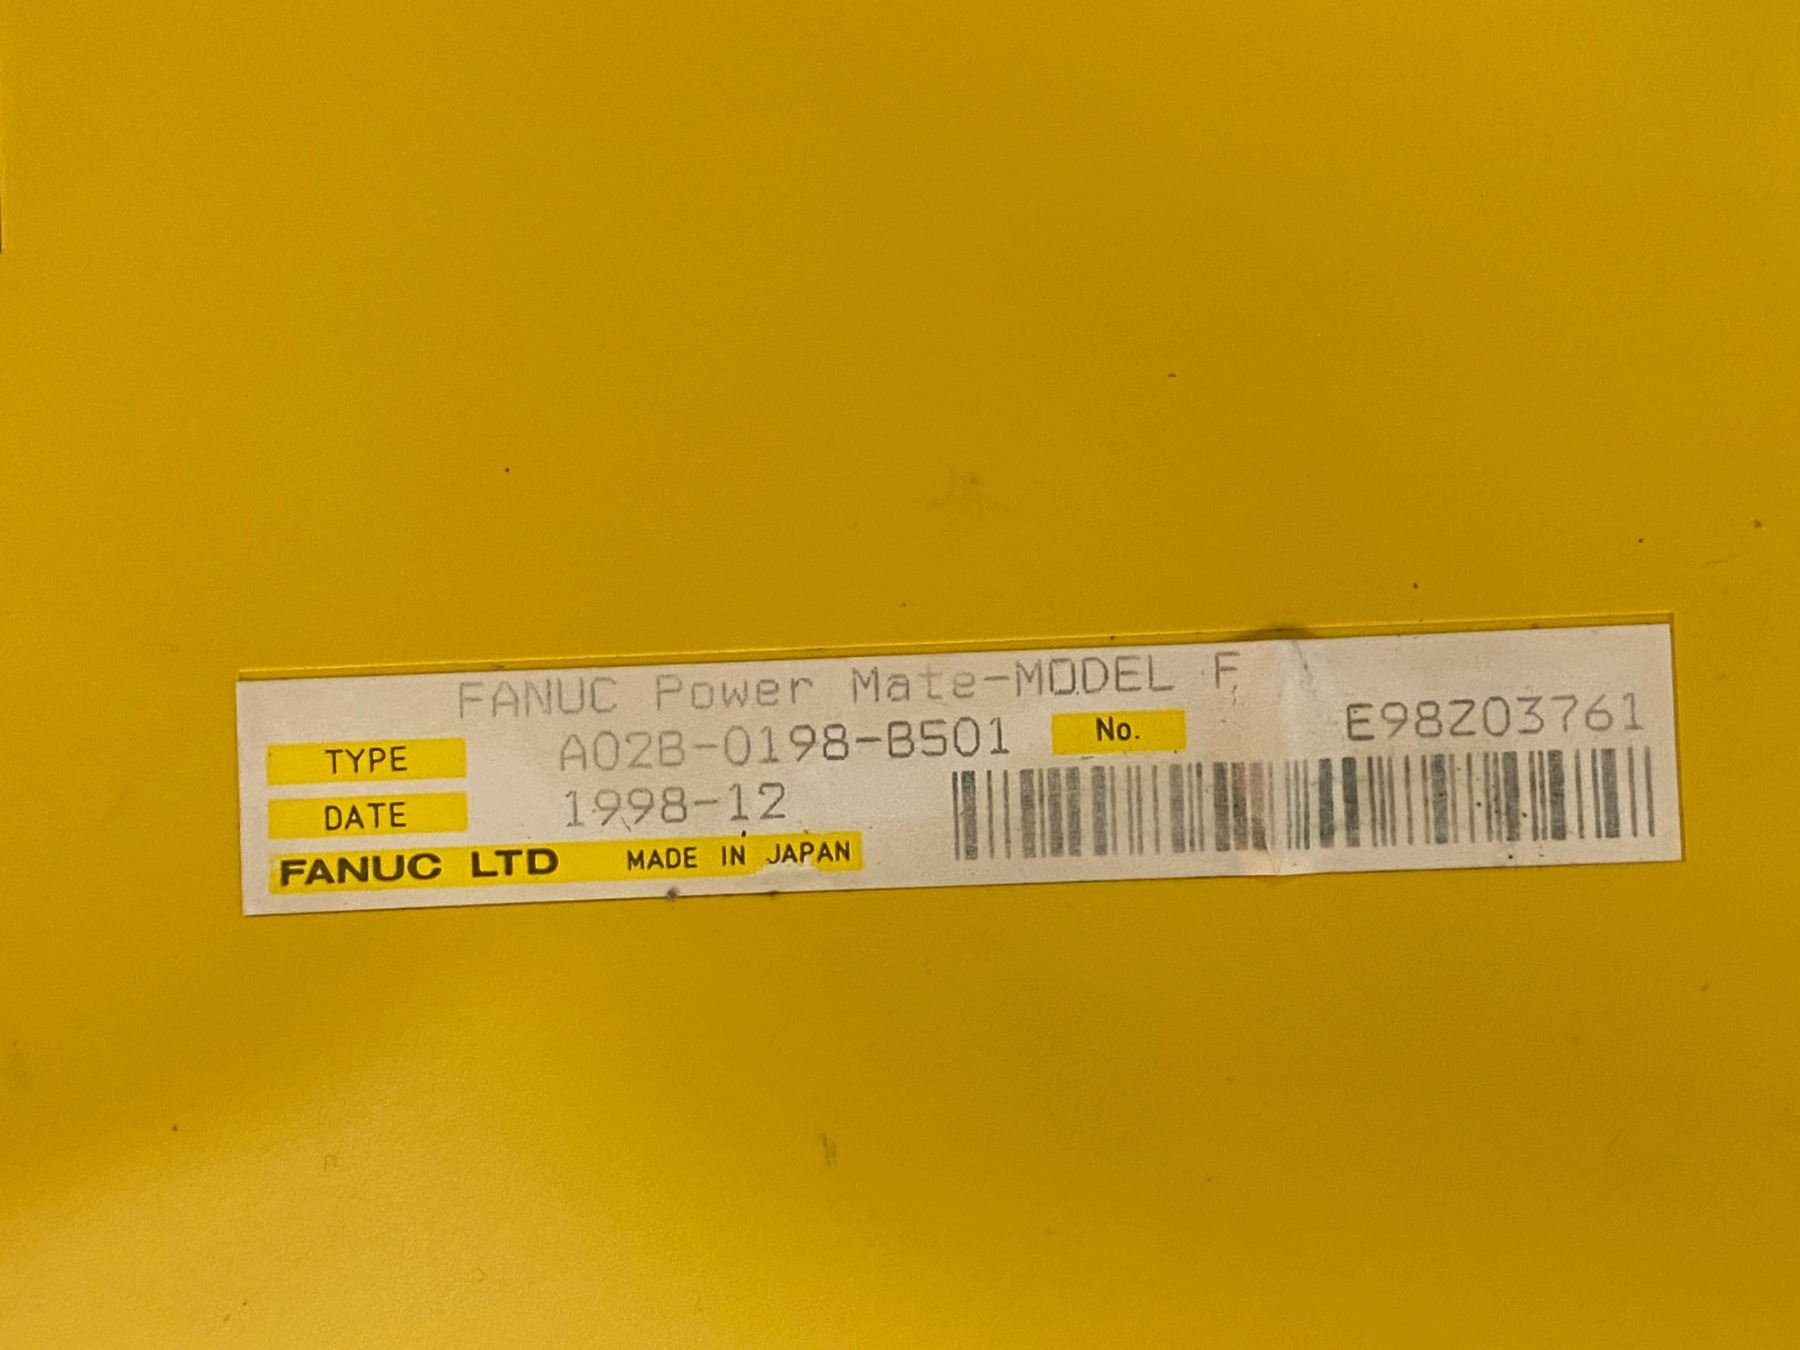 FANUC Power Mate-MODEL F
TYPE A02B-0198-B501 No. E98Z03761
DATE 1998-12
FANUC LTD MADE IN JAPAN